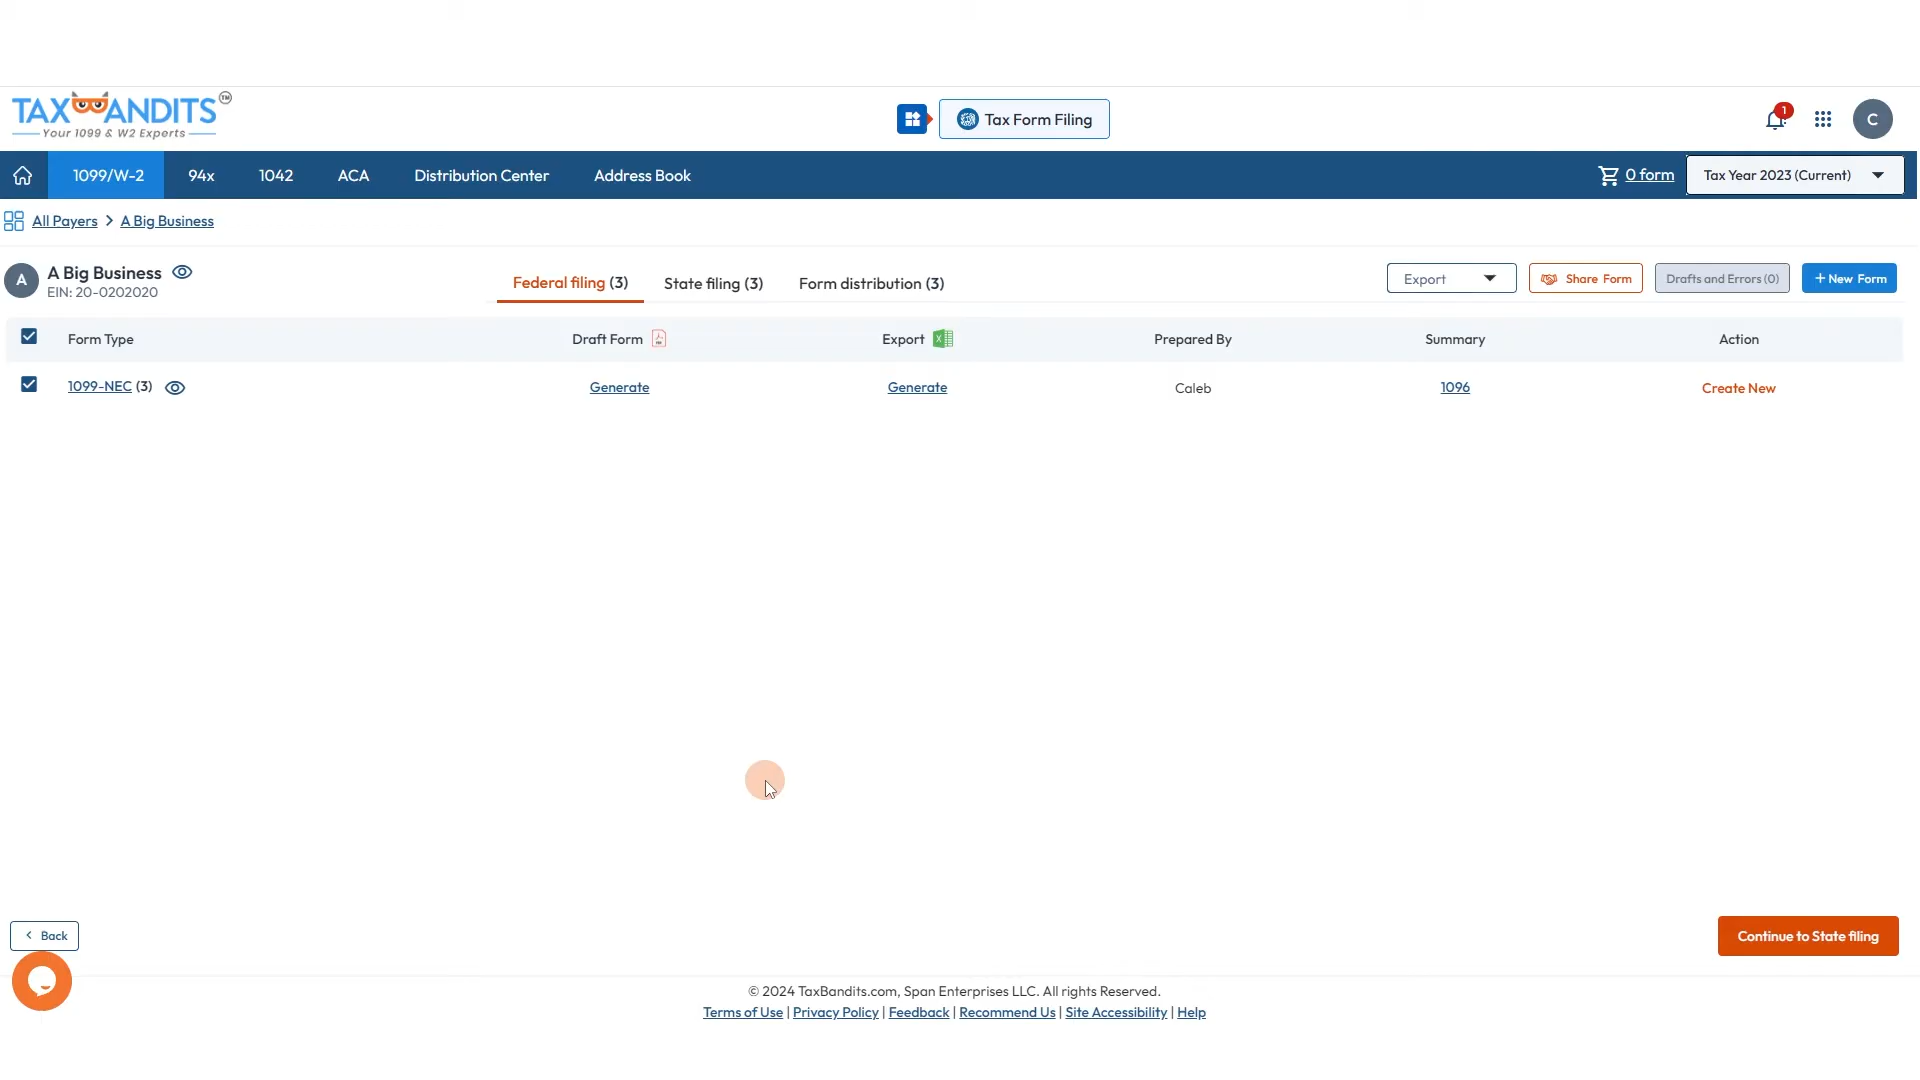 TAXBANDITS TM
Your 1099 & W2 Experts
Tax Form Filing
1
C
1099/W-2 94x 1042 ACA Distribution Center Address Book 0 form Tax Year 2023 (Current)
All Payers > A Big Business
A
A Big Business
EIN: 20-0202020
Federal filing (3) State filing (3) Form distribution (3) Export Share Form Drafts and Errors (0) + New Form
Form Type Draft Form Export Prepared By Summary Action
1099-NEC (3) Generate Generate Caleb 1096 Create New
< Back
Continue to State filing
© 2024 TaxBandits.com, Span Enterprises LLC. All rights Reserved.
Terms of Use | Privacy Policy | Feedback | Recommend Us | Site Accessibility | Help